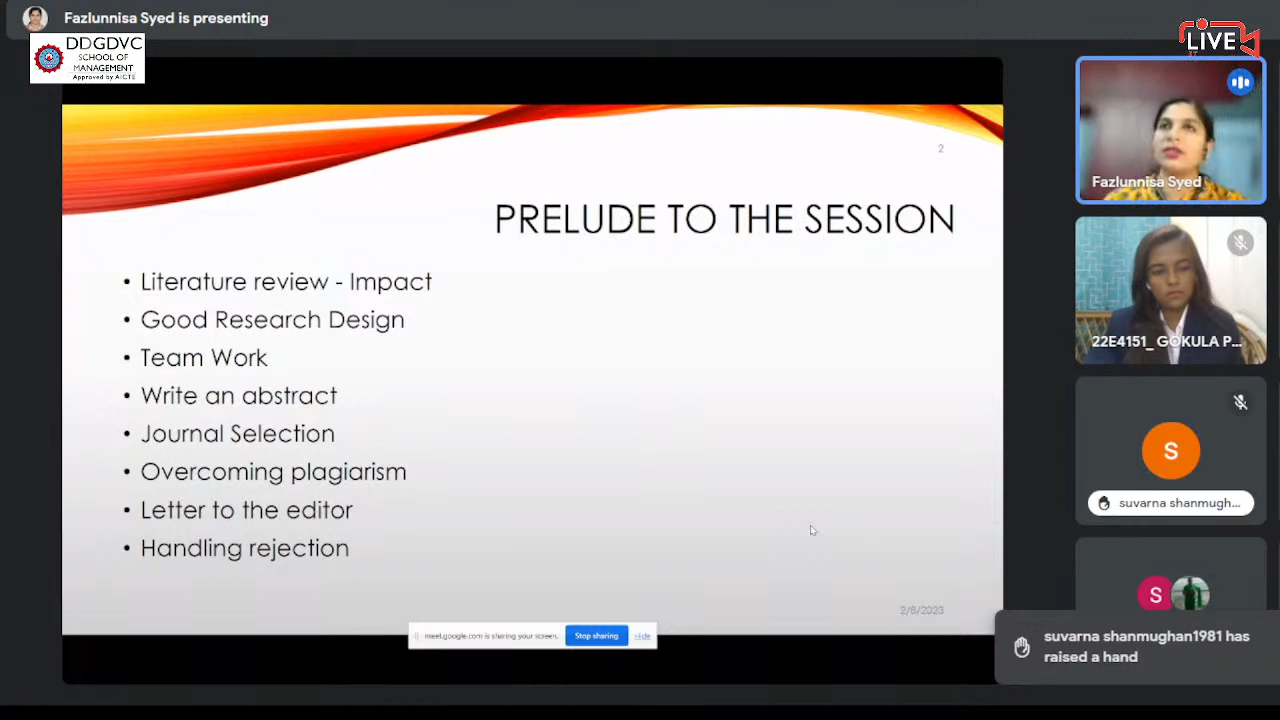 Fazlunnisa Syed is presenting
DDGDVC
SCHOOL OF
MANAGEMENT
Approved by AICTE
LIVE
2
PRELUDE TO THE SESSION
• Literature review - Impact
• Good Research Design
• Team Work
• Write an abstract
• Journal Selection
• Overcoming plagiarism
• Letter to the editor
• Handling rejection
2/8/2023
meet.google.com is sharing your screen.
Stop sharing
Hide
Fazlunnisa Syed
22E4151_ GOKULA P...
S
suvarna shanmugh...
S
suvarna shanmughan1981 has
raised a hand